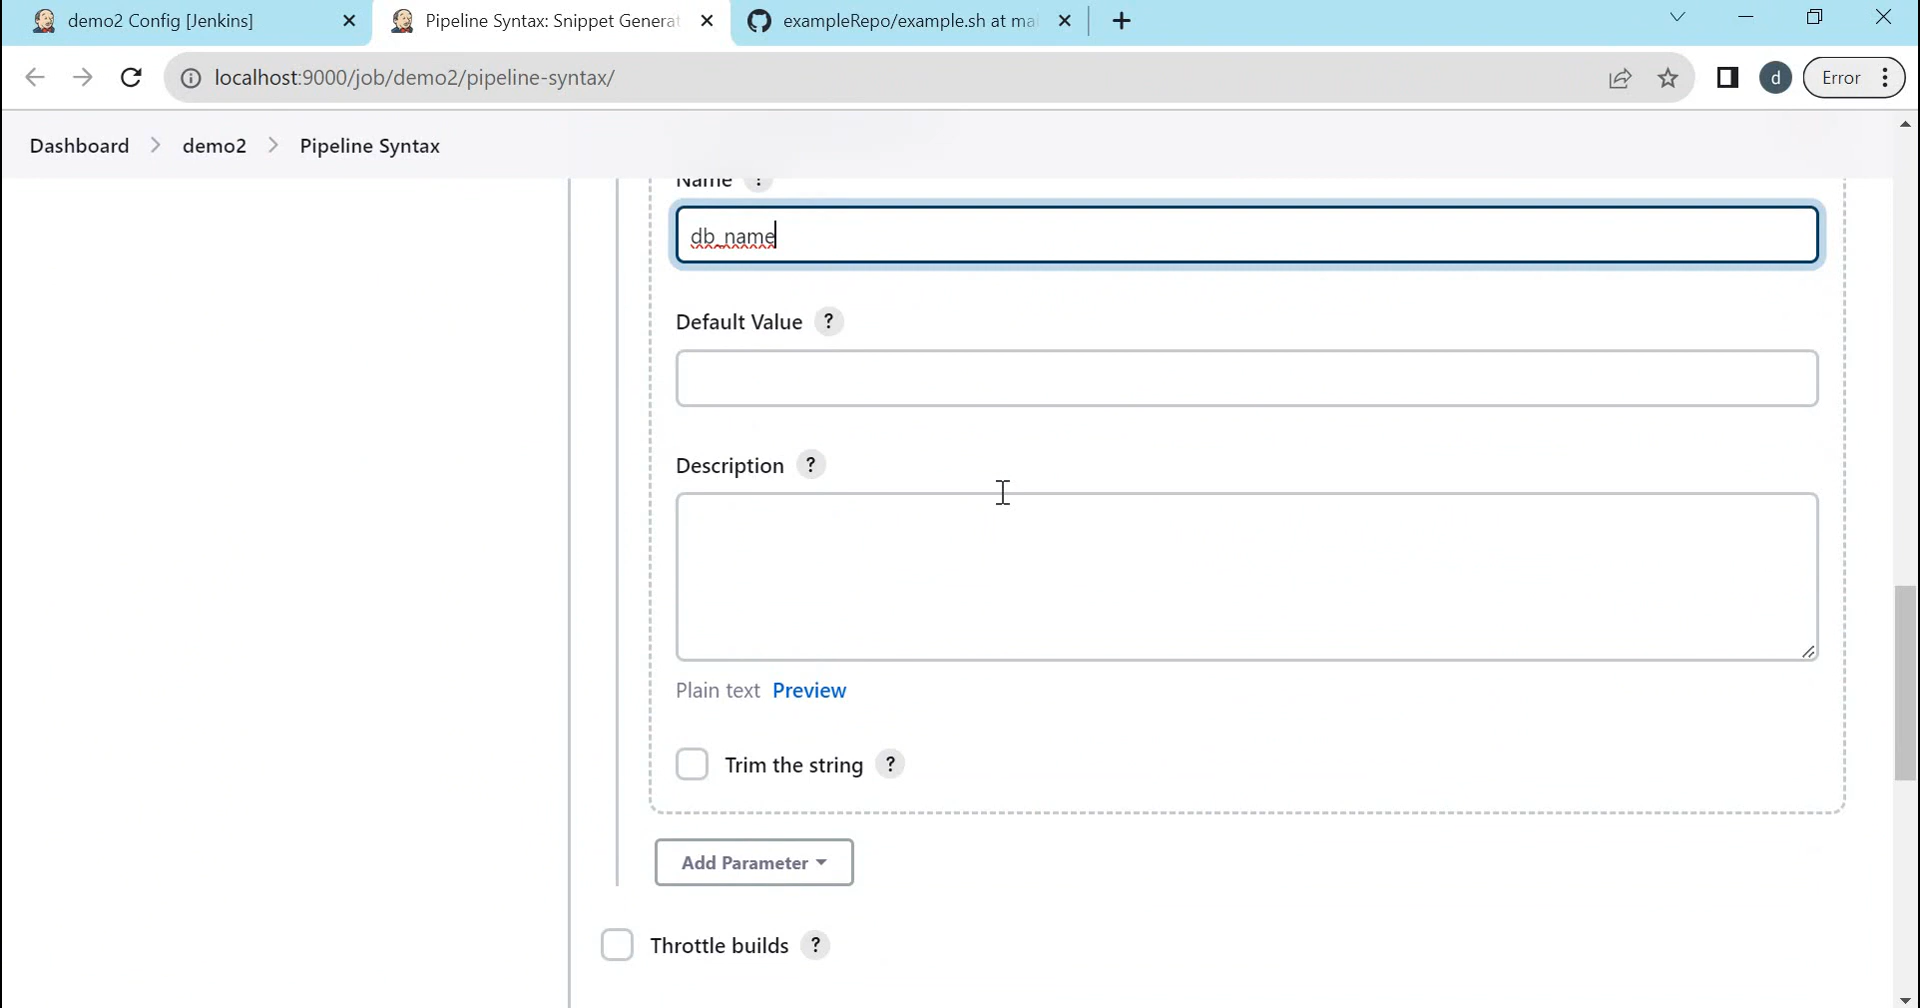 demo2 Config [Jenkins]
Pipeline Syntax: Snippet Generat
exampleRepo/example.sh at mai
localhost:9000/job/demo2/pipeline-syntax/
d
Error
Dashboard
demo2
Pipeline Syntax
Name ?
db_name
Default Value ?
Description ?
Plain text Preview
Trim the string ?
Add Parameter
Throttle builds ?